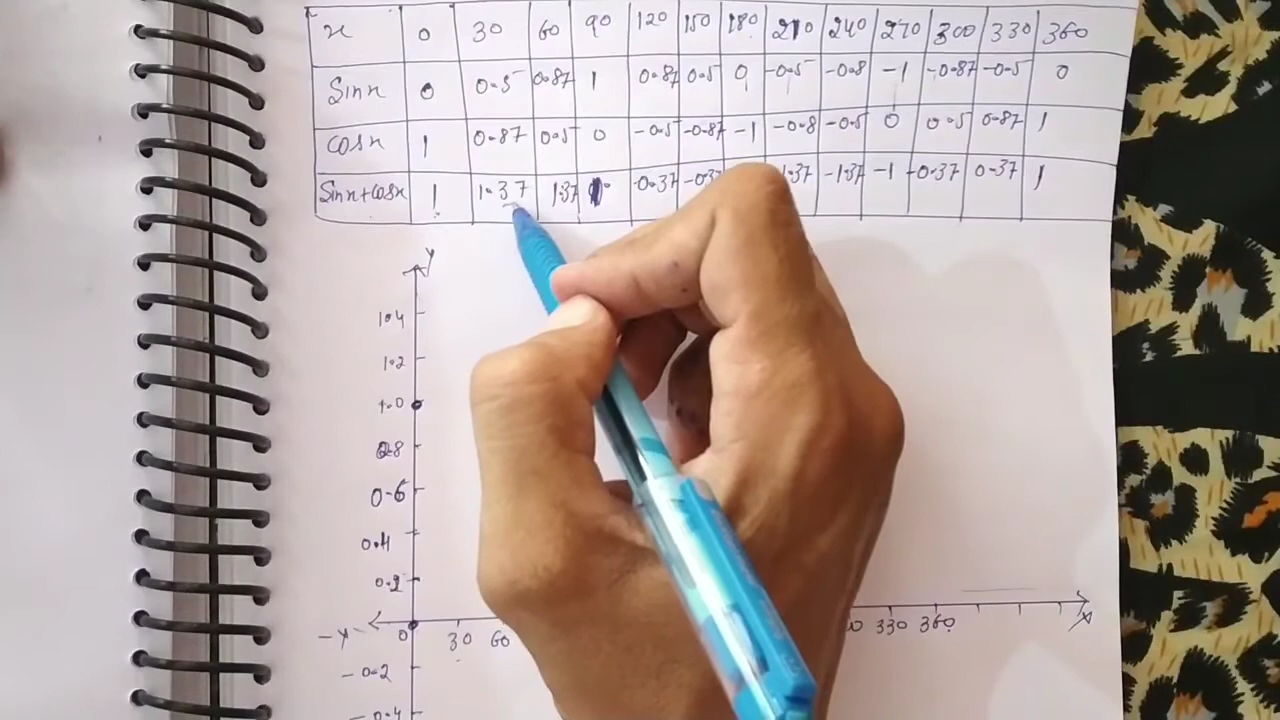 x 0 30 60 90 120 150 180 210 240 270 300 330 360
Sinx 0 0.5 0.87 1 0.87 0.5 0 -0.5 -0.8 -1 -0.87 -0.5 0
cosx 1 0.87 0.5 0 -0.5 -0.87 -1 -0.8 -0.5 0 0.5 0.87 1
Sinx+cosx 1 1.37 1.37 -0.37 -1.37 -1 -0.37 0.37 1
Y
1.4
1.2
1.0
0.8
0.6
0.4
0.2
-X 0 30 60 330 360 X
-0.2
-0.4